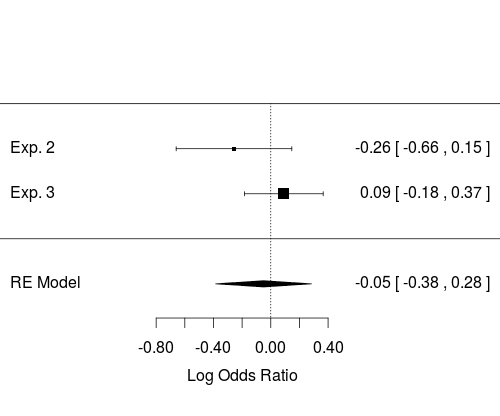 Exp. 2 -0.26 [ -0.66 , 0.15 ]
Exp. 3 0.09 [ -0.18 , 0.37 ]
RE Model -0.05 [ -0.38 , 0.28 ]
-0.80 -0.40 0.00 0.40
Log Odds Ratio